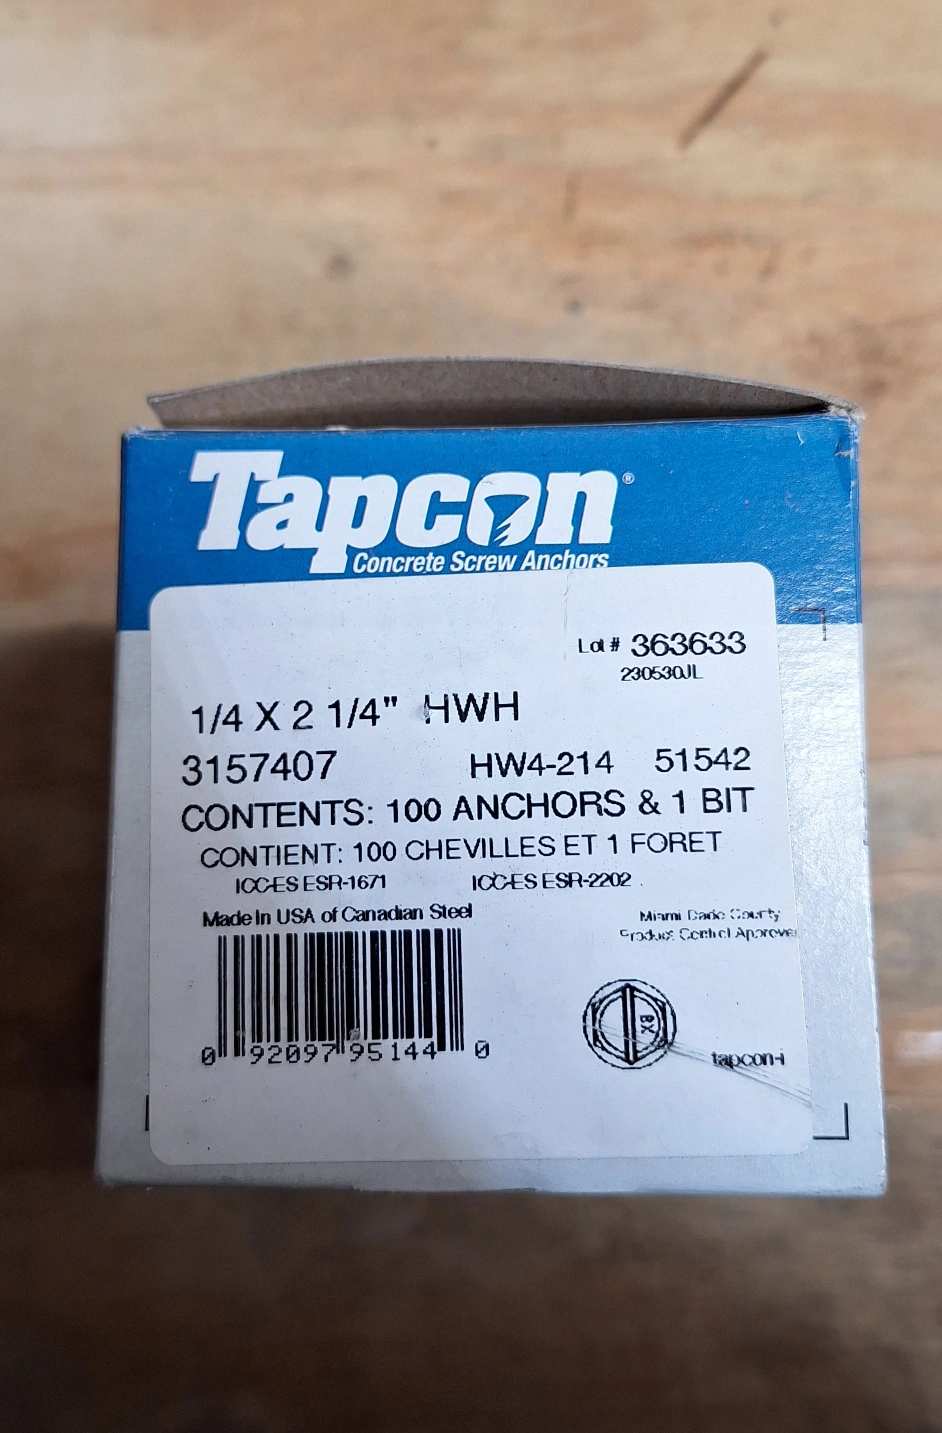 Tapcon®
Concrete Screw Anchors
Lot # 363633
230530JL
1/4 X 2 1/4" HWH
3157407 HW4-214 51542
CONTENTS: 100 ANCHORS & 1 BIT
CONTIENT: 100 CHEVILLES ET 1 FORET
ICC-ES ESR-1671 ICC-ES ESR-2202
Made In USA of Canadian Steel
Miami Dade County
Product Control Approve
0 92097 95144 0
BX
tapcon-i